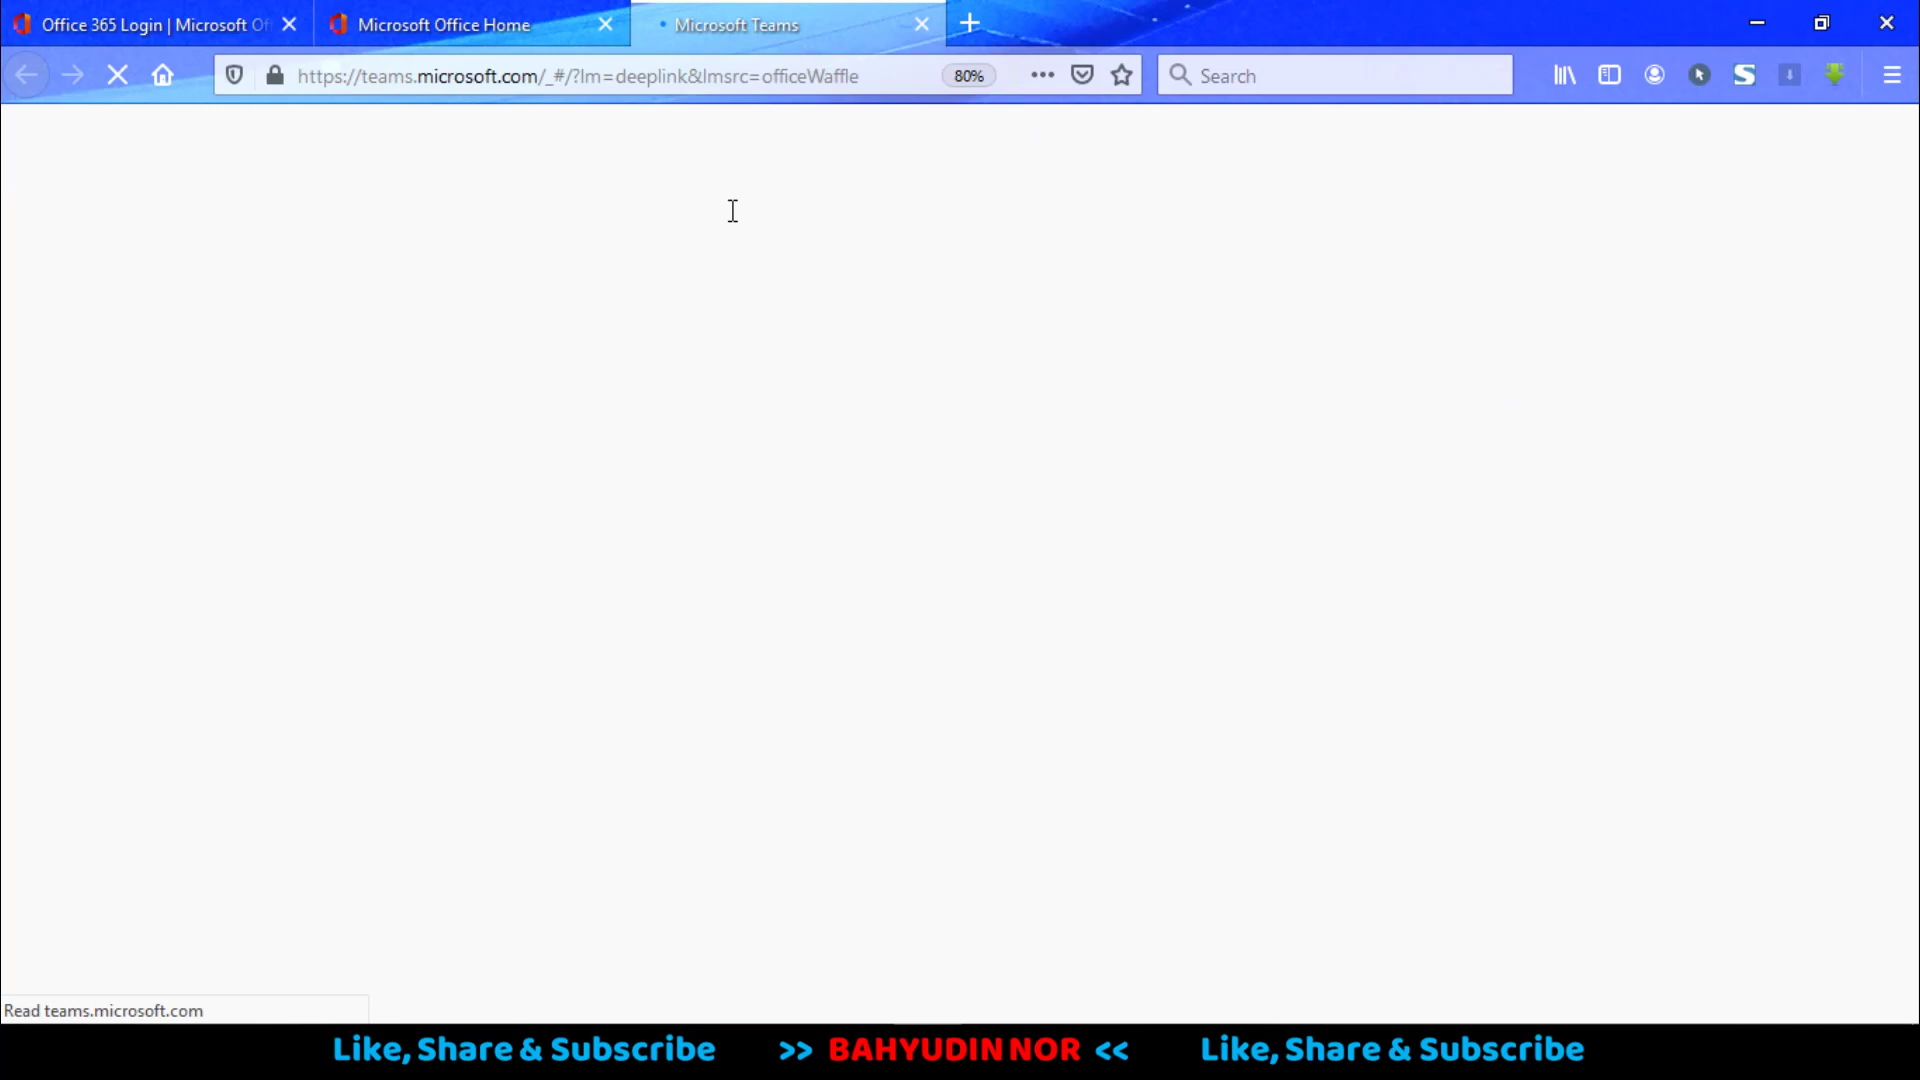 Office 365 Login | Microsoft Of
Microsoft Office Home
Microsoft Teams
https://teams.microsoft.com/_#/?lm=deeplink&lmsrc=officeWaffle
80%
Search
Read teams.microsoft.com
Like, Share & Subscribe >> BAHYUDIN NOR << Like, Share & Subscribe